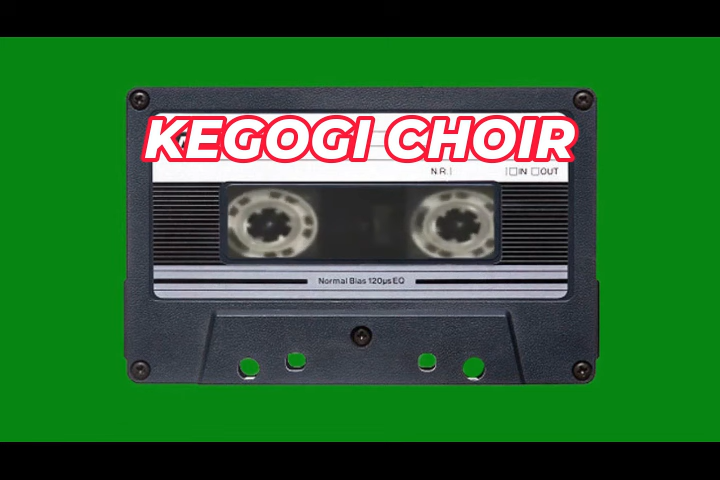 KEGOGI CHOIR
N.R.
IN OUT
Normal Bias 120µs EQ